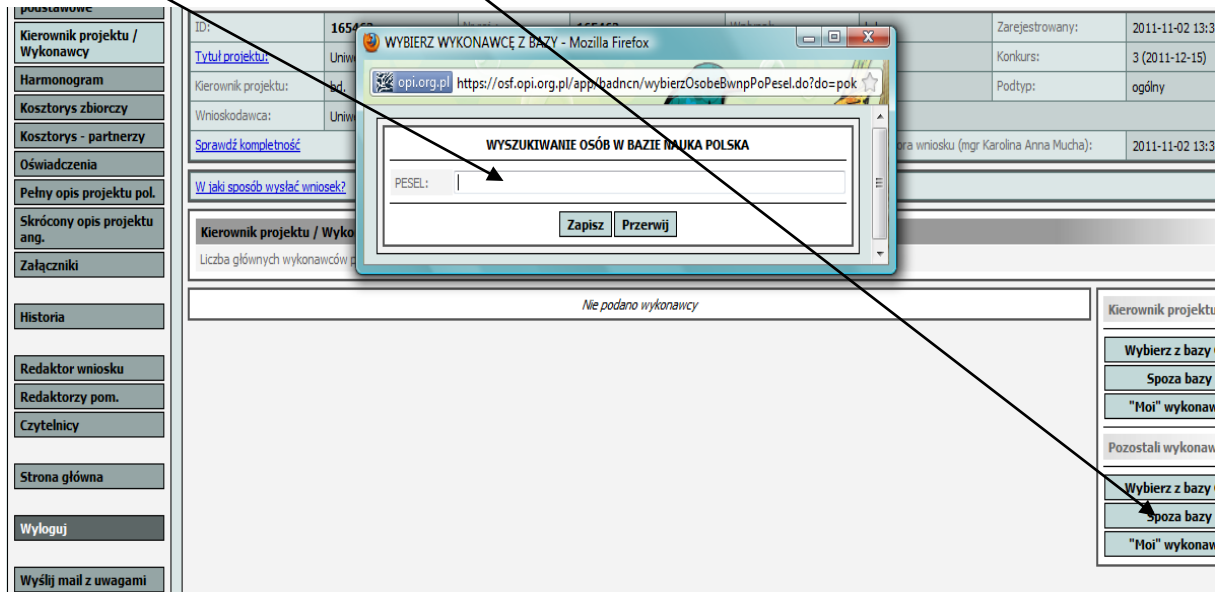 podstawowe
Kierownik projektu /
Wykonawcy
Harmonogram
Kosztorys zbiorczy
Kosztorys - partnerzy
Oświadczenia
Pełny opis projektu pol.
Skrócony opis projektu
ang.
Załączniki
Historia
Redaktor wniosku
Redaktorzy pom.
Czytelnicy
Strona główna
Wyloguj
Wyślij mail z uwagami
ID:
Zarejestrowany: 2011-11-02 13:3
Tytuł projektu: Konkurs: 3 (2011-12-15)
Kierownik projektu: bd. Podtyp: ogólny
Wnioskodawca:
Sprawdź kompletność ora wniosku (mgr Karolina Anna Mucha): 2011-11-02 13:3
W jaki sposób wysłać wniosek?
Kierownik projektu / Wyko
Liczba głównych wykonawców p
WYBIERZ WYKONAWCĘ Z BAZY - Mozilla Firefox
opi.org.pl https://osf.opi.org.pl/app/badncn/wybierzOsobeBwnpPoPesel.do?do=pok
WYSZUKIWANIE OSÓB W BAZIE NAUKA POLSKA
PESEL:
Zapisz Przerwij
Nie podano wykonawcy
Kierownik projektu
Wybierz z bazy
Spoza bazy
"Moi" wykonaw
Pozostali wykonaw
Wybierz z bazy
Spoza bazy
"Moi" wykonaw